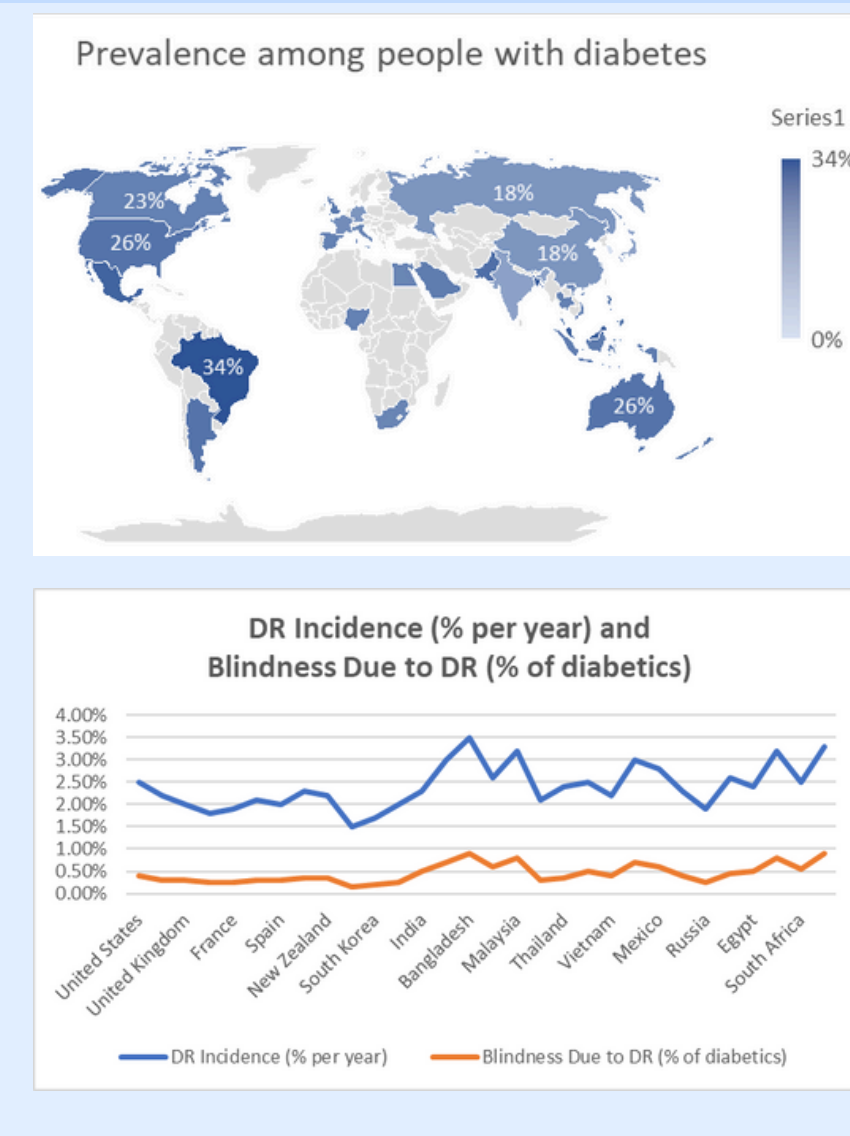 Prevalence among people with diabetes
Series1
34%
0%
23%
26%
18%
18%
34%
26%
DR Incidence (% per year) and
Blindness Due to DR (% of diabetics)
4.00%
3.50%
3.00%
2.50%
2.00%
1.50%
1.00%
0.50%
0.00%
United States
United Kingdom
France
Spain
New Zealand
South Korea
India
Bangladesh
Malaysia
Thailand
Vietnam
Mexico
Russia
Egypt
South Africa
DR Incidence (% per year)
Blindness Due to DR (% of diabetics)